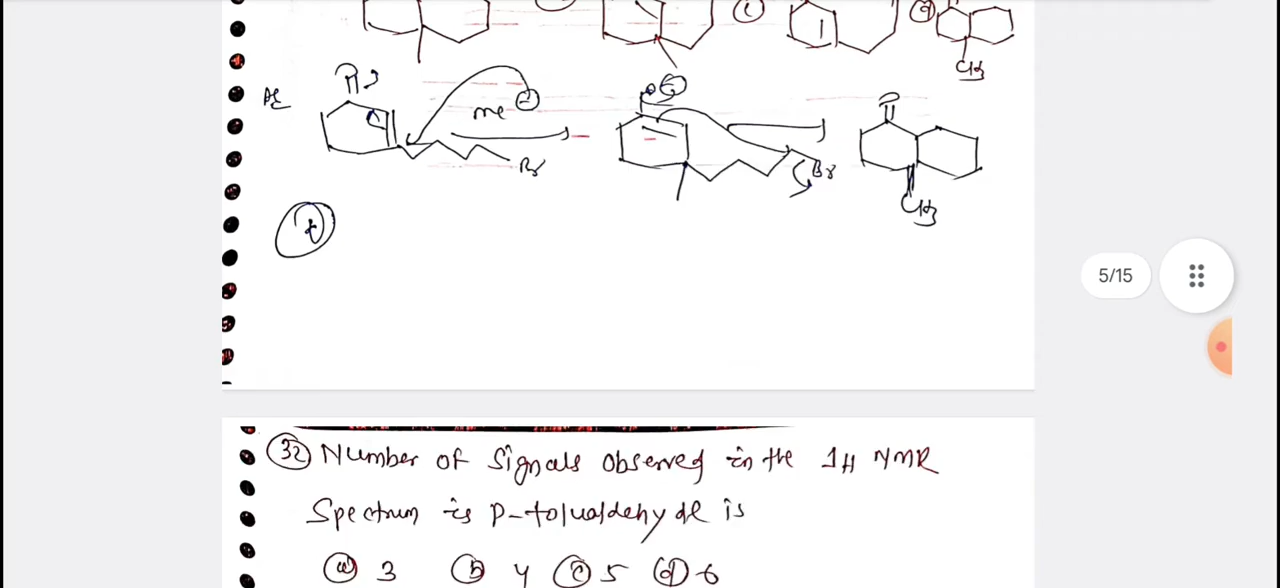 c
d
CH3
me
Br
Br
CH3
5/15
32 Number of Signals Observed in the 1H NMR
Spectrum is P-tolualdehyde is
a 3 b 4 c 5 d 6